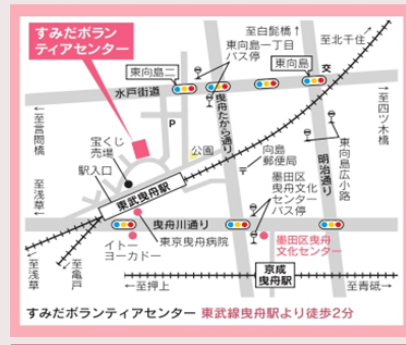 すみだボラン
ティアセンター
至白髭橋↑
至北千住
東向島一丁目
バス停
東向島二
東向島
交
水戸街道
曳舟たから通り
P
←至言問橋
→至四ツ木橋
宝くじ
売場
公園
向島
郵便局
明治通り
東向島広小路
駅入口
←至浅草
東武曳舟駅
墨田区
曳舟文化
センター
バス停
曳舟川通り
東京曳舟病院
イトー
ヨーカドー
墨田区曳舟
文化センター
←至浅草
←至亀戸
←至押上
京成
曳舟駅
→至青砥
すみだボランティアセンター 東武線曳舟駅より徒歩2分